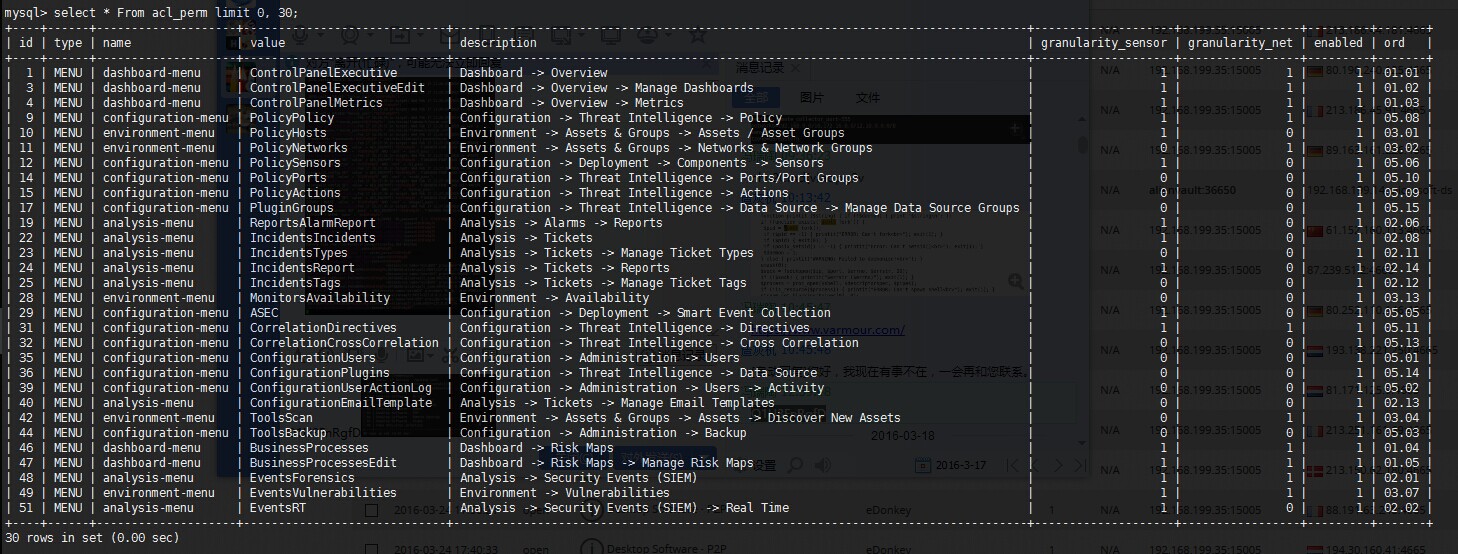 mysql> select * From acl_perm limit 0, 30;
| id | type | name | value | description | granularity_sensor | granularity_net | enabled | ord |
| 1 | MENU | dashboard-menu | ControlPanelExecutive | Dashboard -> Overview | 1 | 1 | 1 | 01.01 |
| 3 | MENU | dashboard-menu | ControlPanelExecutiveEdit | Dashboard -> Overview -> Manage Dashboards | 1 | 1 | 1 | 01.02 |
| 4 | MENU | dashboard-menu | ControlPanelMetrics | Dashboard -> Overview -> Metrics | 1 | 1 | 1 | 01.03 |
| 9 | MENU | configuration-menu | PolicyPolicy | Configuration -> Threat Intelligence -> Policy | 1 | 1 | 1 | 05.08 |
| 10 | MENU | environment-menu | PolicyHosts | Environment -> Assets & Groups -> Assets / Asset Groups | 1 | 0 | 1 | 03.01 |
| 11 | MENU | environment-menu | PolicyNetworks | Environment -> Assets & Groups -> Networks & Network Groups | 0 | 1 | 1 | 03.02 |
| 12 | MENU | configuration-menu | PolicySensors | Configuration -> Deployment -> Components -> Sensors | 1 | 0 | 1 | 05.06 |
| 14 | MENU | configuration-menu | PolicyPorts | Configuration -> Threat Intelligence -> Ports/Port Groups | 0 | 0 | 1 | 05.10 |
| 15 | MENU | configuration-menu | PolicyActions | Configuration -> Threat Intelligence -> Actions | 0 | 0 | 1 | 05.09 |
| 17 | MENU | configuration-menu | PluginGroups | Configuration -> Threat Intelligence -> Data Source -> Manage Data Source Groups | 0 | 0 | 1 | 05.15 |
| 19 | MENU | analysis-menu | ReportsAlarmReport | Analysis -> Alarms -> Reports | 1 | 0 | 1 | 02.06 |
| 22 | MENU | analysis-menu | IncidentsIncidents | Analysis -> Tickets | 1 | 0 | 1 | 02.08 |
| 23 | MENU | analysis-menu | IncidentsTypes | Analysis -> Tickets -> Manage Ticket Types | 0 | 0 | 1 | 02.11 |
| 24 | MENU | analysis-menu | IncidentsReport | Analysis -> Tickets -> Reports | 1 | 0 | 1 | 02.14 |
| 25 | MENU | analysis-menu | IncidentsTags | Analysis -> Tickets -> Manage Ticket Tags | 0 | 0 | 1 | 02.12 |
| 28 | MENU | environment-menu | MonitorsAvailability | Environment -> Availability | 0 | 0 | 1 | 03.13 |
| 29 | MENU | configuration-menu | ASEC | Configuration -> Deployment -> Smart Event Collection | 1 | 0 | 1 | 05.05 |
| 31 | MENU | configuration-menu | CorrelationDirectives | Configuration -> Threat Intelligence -> Directives | 1 | 1 | 1 | 05.11 |
| 32 | MENU | configuration-menu | CorrelationCrossCorrelation | Configuration -> Threat Intelligence -> Cross Correlation | 0 | 0 | 1 | 05.13 |
| 35 | MENU | configuration-menu | ConfigurationUsers | Configuration -> Administration -> Users | 0 | 0 | 1 | 05.01 |
| 36 | MENU | configuration-menu | ConfigurationPlugins | Configuration -> Threat Intelligence -> Data Source | 0 | 0 | 1 | 05.14 |
| 39 | MENU | configuration-menu | ConfigurationUserActionLog | Configuration -> Administration -> Users -> Activity | 0 | 0 | 1 | 05.02 |
| 40 | MENU | analysis-menu | ConfigurationEmailTemplate | Analysis -> Tickets -> Manage Email Templates | 0 | 0 | 1 | 02.13 |
| 42 | MENU | environment-menu | ToolsScan | Environment -> Assets & Groups -> Assets -> Discover New Assets | 0 | 1 | 1 | 03.04 |
| 44 | MENU | configuration-menu | ToolsBackup | Configuration -> Administration -> Backup | 0 | 0 | 1 | 05.03 |
| 46 | MENU | dashboard-menu | BusinessProcesses | Dashboard -> Risk Maps | 1 | 1 | 1 | 01.04 |
| 47 | MENU | dashboard-menu | BusinessProcessesEdit | Dashboard -> Risk Maps -> Manage Risk Maps | 1 | 1 | 1 | 01.05 |
| 48 | MENU | analysis-menu | EventsForensics | Analysis -> Security Events (SIEM) | 1 | 1 | 1 | 02.01 |
| 49 | MENU | environment-menu | EventsVulnerabilities | Environment -> Vulnerabilities | 1 | 1 | 1 | 03.07 |
| 51 | MENU | analysis-menu | EventsRT | Analysis -> Security Events (SIEM) -> Real Time | 1 | 1 | 1 | 02.02 |
30 rows in set (0.00 sec)
消息记录
全部 图片 文件
2016-03-18
2016-3-17
Desktop Software - P2P
eDonkey